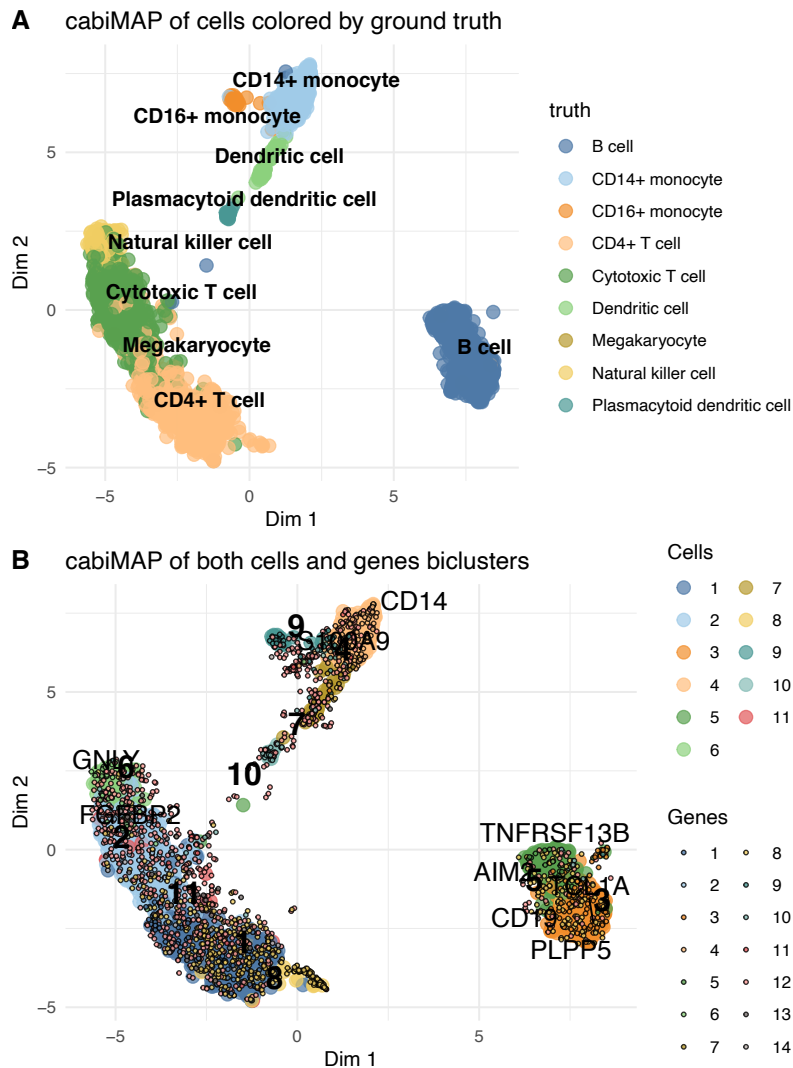 A cabiMAP of cells colored by ground truth
CD14+ monocyte
CD16+ monocyte
Dendritic cell
Plasmacytoid dendritic cell
Natural killer cell
Cytotoxic T cell
Megakaryocyte
CD4+ T cell
B cell
5
0
−5
Dim 2
−5 0 5
Dim 1
truth
B cell
CD14+ monocyte
CD16+ monocyte
CD4+ T cell
Cytotoxic T cell
Dendritic cell
Megakaryocyte
Natural killer cell
Plasmacytoid dendritic cell
B cabiMAP of both cells and genes biclusters
CD14
9
S100A9
4
7
10
GNLY
6
FGFBP2
2
11
1
8
TNFRSF13B
AIM2
5
TCL1A
3
CD19
PLPP5
5
0
−5
Dim 2
−5 0 5
Dim 1
Cells
1 7
2 8
3 9
4 10
5 11
6
Genes
1 8
2 9
3 10
4 11
5 12
6 13
7 14